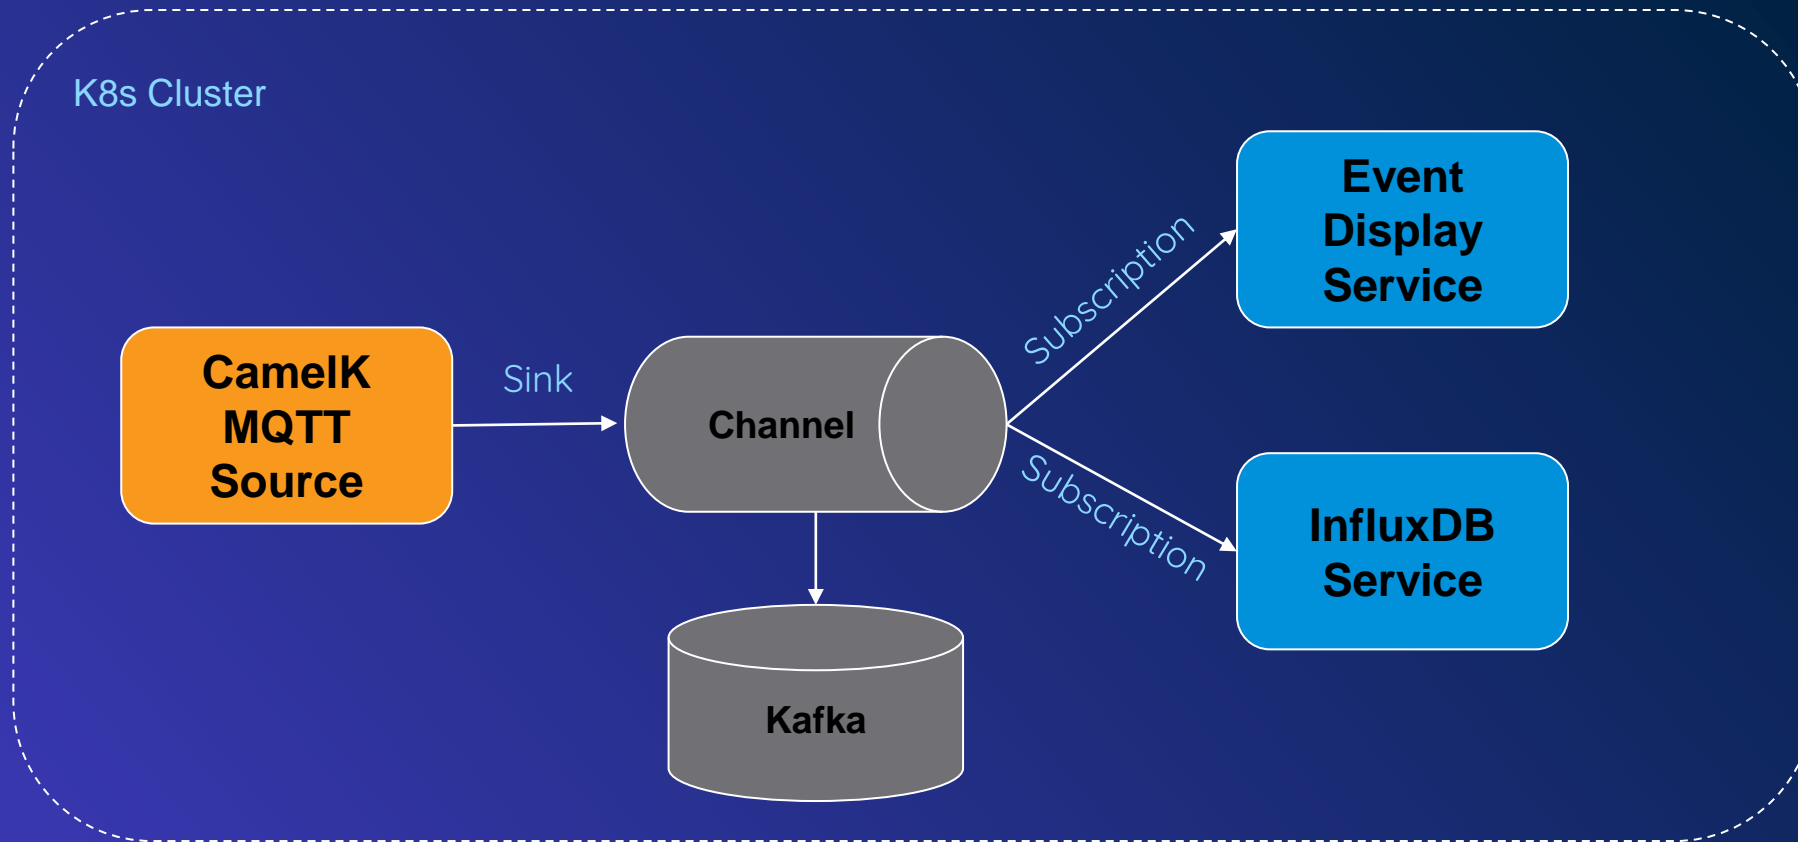 K8s Cluster
CamelK
MQTT
Source
Sink
Channel
Kafka
Subscription
Subscription
Event
Display
Service
InfluxDB
Service